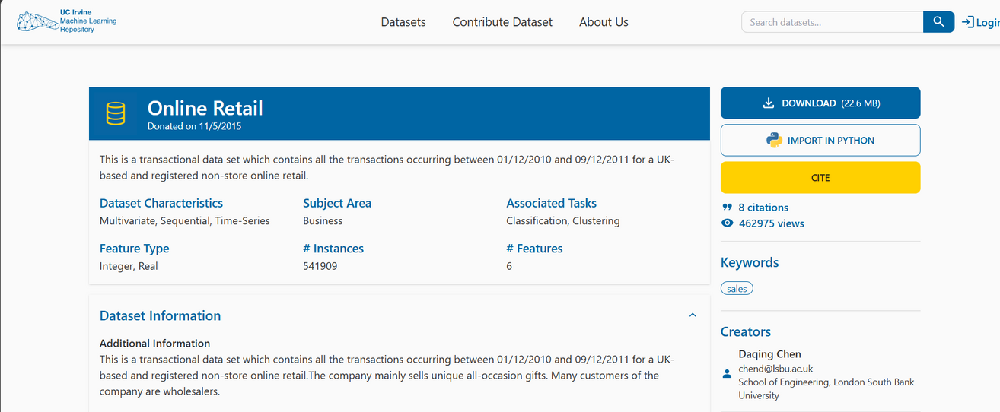 UC Irvine
Machine Learning
Repository
Datasets
Contribute Dataset
About Us
Search datasets...
Login
Online Retail
Donated on 11/5/2015
This is a transactional data set which contains all the transactions occurring between 01/12/2010 and 09/12/2011 for a UK-
based and registered non-store online retail.
Dataset Characteristics
Multivariate, Sequential, Time-Series
Subject Area
Business
Associated Tasks
Classification, Clustering
Feature Type
Integer, Real
# Instances
541909
# Features
6
Dataset Information
Additional Information
This is a transactional data set which contains all the transactions occurring between 01/12/2010 and 09/12/2011 for a UK-
based and registered non-store online retail.The company mainly sells unique all-occasion gifts. Many customers of the
company are wholesalers.
DOWNLOAD (22.6 MB)
IMPORT IN PYTHON
CITE
8 citations
462975 views
Keywords
sales
Creators
Daqing Chen
chend@lsbu.ac.uk
School of Engineering, London South Bank
University